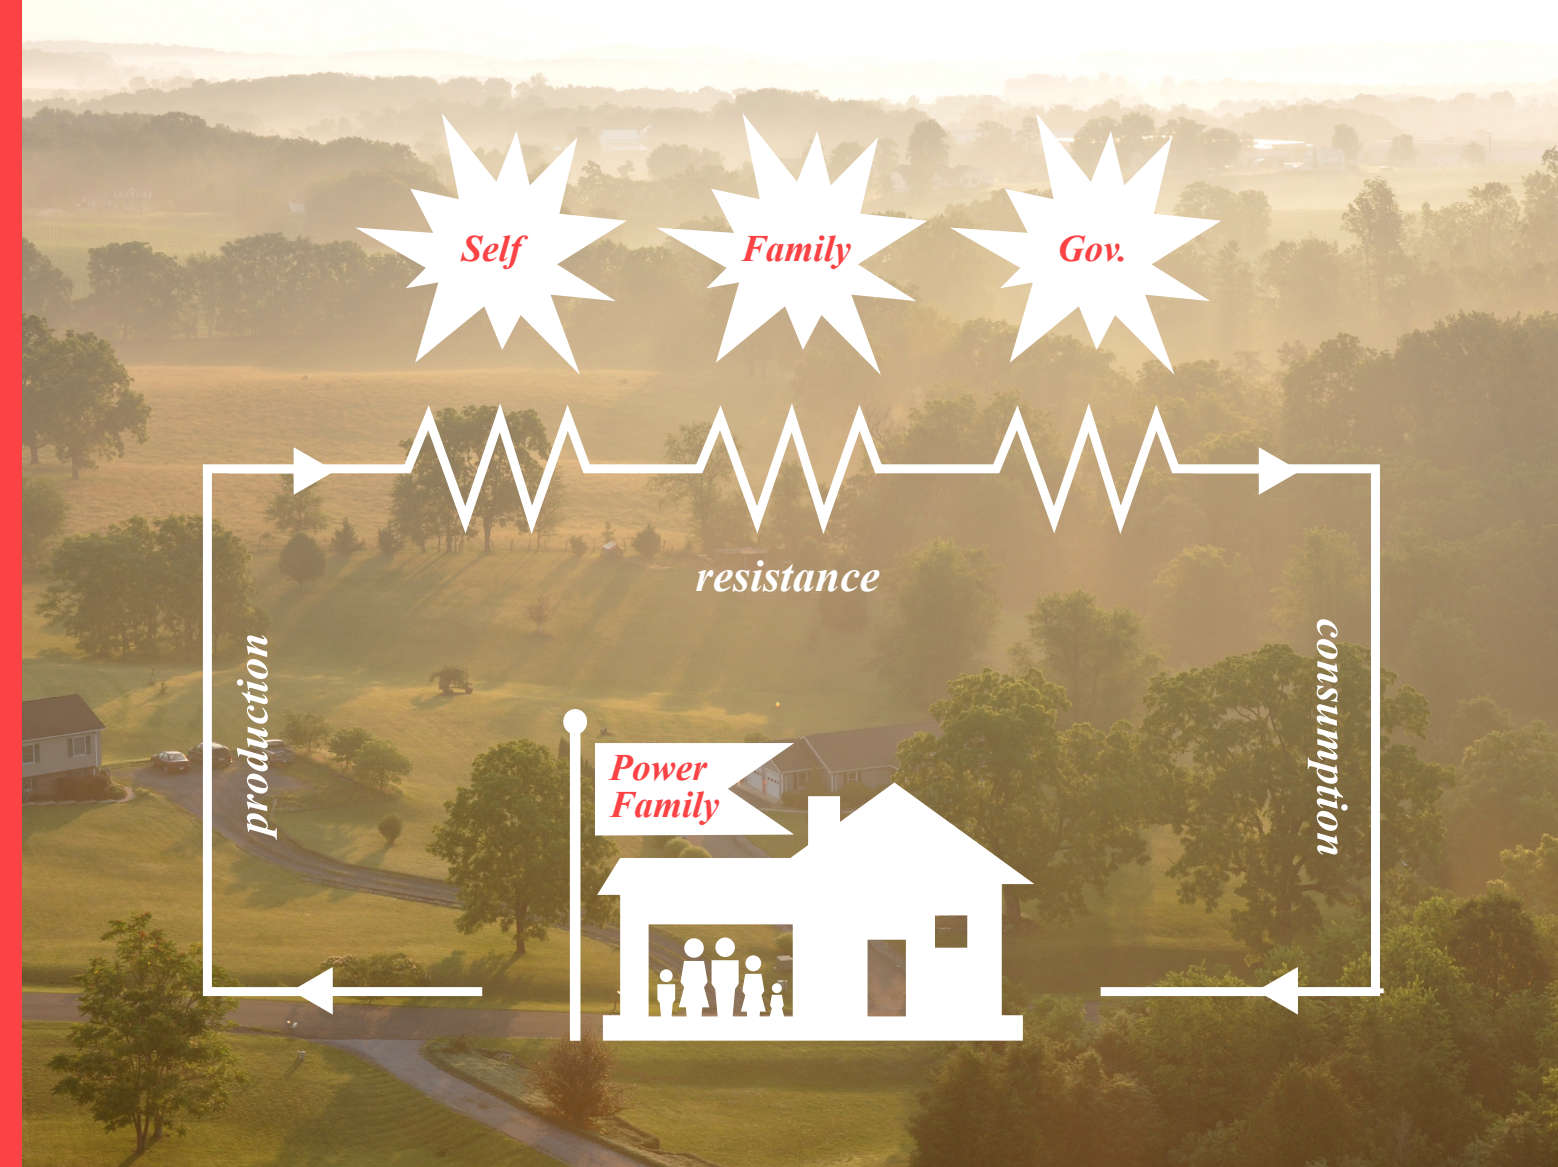 Self
Family
Gov.
resistance
production
consumption
Power
Family